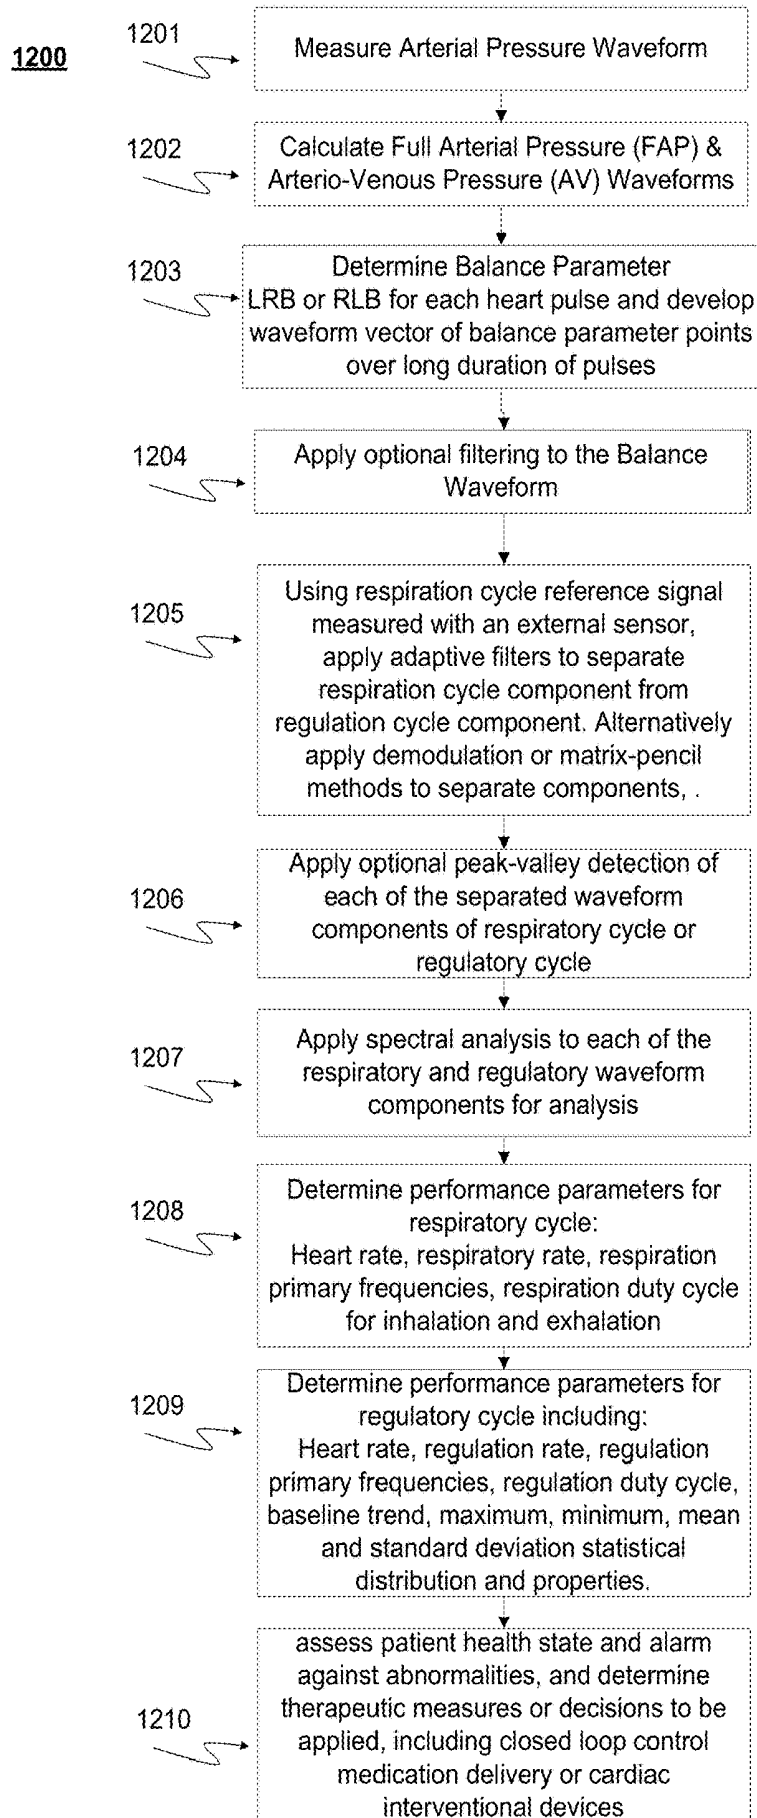 1200
1201
Measure Arterial Pressure Waveform
1202
Calculate Full Arterial Pressure (FAP) &
Arterio-Venous Pressure (AV) Waveforms
1203
Determine Balance Parameter
LRB or RLB for each heart pulse and develop
waveform vector of balance parameter points
over long duration of pulses
1204
Apply optional filtering to the Balance
Waveform
1205
Using respiration cycle reference signal
measured with an external sensor,
apply adaptive filters to separate
respiration cycle component from
regulation cycle component. Alternatively
apply demodulation or matrix-pencil
methods to separate components, .
1206
Apply optional peak-valley detection of
each of the separated waveform
components of respiratory cycle or
regulatory cycle
1207
Apply spectral analysis to each of the
respiratory and regulatory waveform
components for analysis
1208
Determine performance parameters for
respiratory cycle:
Heart rate, respiratory rate, respiration
primary frequencies, respiration duty cycle
for inhalation and exhalation
1209
Determine performance parameters for
regulatory cycle including:
Heart rate, regulation rate, regulation
primary frequencies, regulation duty cycle,
baseline trend, maximum, minimum, mean
and standard deviation statistical
distribution and properties.
1210
assess patient health state and alarm
against abnormalities, and determine
therapeutic measures or decisions to be
applied, including closed loop control
medication delivery or cardiac
interventional devices